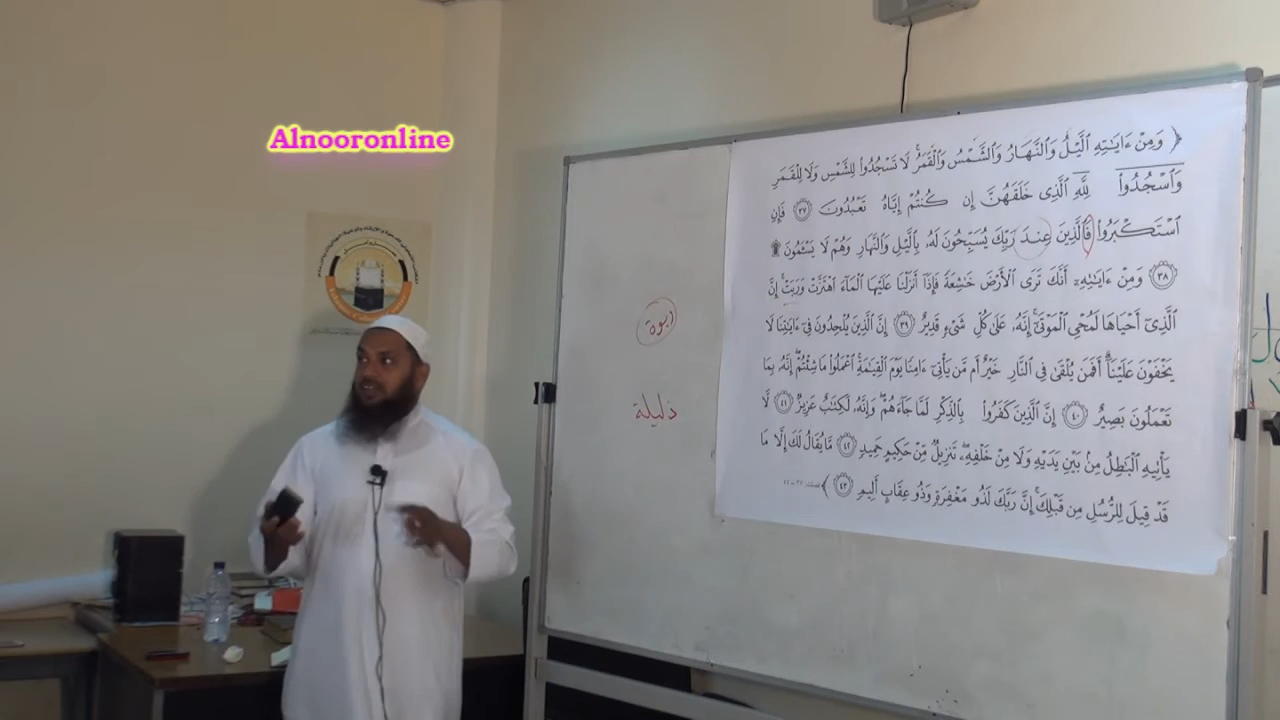 Alnooronline
﴿ وَمِنْ ءَايَـٰتِهِ ٱلَّيْلُ وَٱلنَّهَارُ وَٱلشَّمْسُ وَٱلْقَمَرُ ۚ لَا تَسْجُدُوا۟ لِلشَّمْسِ وَلَا لِلْقَمَرِ
وَٱسْجُدُوا۟ لِلَّهِ ٱلَّذِى خَلَقَهُنَّ إِن كُنتُمْ إِيَّاهُ تَعْبُدُونَ ٣٧ فَإِنِ
ٱسْتَكْبَرُوا۟ فَٱلَّذِينَ عِندَ رَبِّكَ يُسَبِّحُونَ لَهُۥ بِٱلَّيْلِ وَٱلنَّهَارِ وَهُمْ لَا يَسْـَٔمُونَ ۩
٣٨ وَمِنْ ءَايَـٰتِهِۦٓ أَنَّكَ تَرَى ٱلْأَرْضَ خَـٰشِعَةً فَإِذَآ أَنزَلْنَا عَلَيْهَا ٱلْمَآءَ ٱهْتَزَّتْ وَرَبَتْ ۚ إِنَّ
ٱلَّذِىٓ أَحْيَاهَا لَمُحْىِ ٱلْمَوْتَىٰٓ ۚ إِنَّهُۥ عَلَىٰ كُلِّ شَىْءٍ قَدِيرٌ ٣٩ إِنَّ ٱلَّذِينَ يُلْحِدُونَ فِىٓ ءَايَـٰتِنَا لَا
يَخْفَوْنَ عَلَيْنَآ ۗ أَفَمَن يُلْقَىٰ فِى ٱلنَّارِ خَيْرٌ أَم مَّن يَأْتِىٓ ءَامِنًا يَوْمَ ٱلْقِيَـٰمَةِ ۚ ٱعْمَلُوا۟ مَا شِئْتُمْ ۖ إِنَّهُۥ بِمَا
تَعْمَلُونَ بَصِيرٌ ٤٠ إِنَّ ٱلَّذِينَ كَفَرُوا۟ بِٱلذِّكْرِ لَمَّا جَآءَهُمْ ۖ وَإِنَّهُۥ لَكِتَـٰبٌ عَزِيزٌ ٤١ لَّا
يَأْتِيهِ ٱلْبَـٰطِلُ مِنۢ بَيْنِ يَدَيْهِ وَلَا مِنْ خَلْفِهِۦ ۖ تَنزِيلٌ مِّنْ حَكِيمٍ حَمِيدٍ ٤٢ مَّا يُقَالُ لَكَ إِلَّا مَا
قَدْ قِيلَ لِلرُّسُلِ مِن قَبْلِكَ ۚ إِنَّ رَبَّكَ لَذُو مَغْفِرَةٍ وَذُو عِقَابٍ أَلِيمٍ ٤٣ ﴾
ربوة
ذليلة